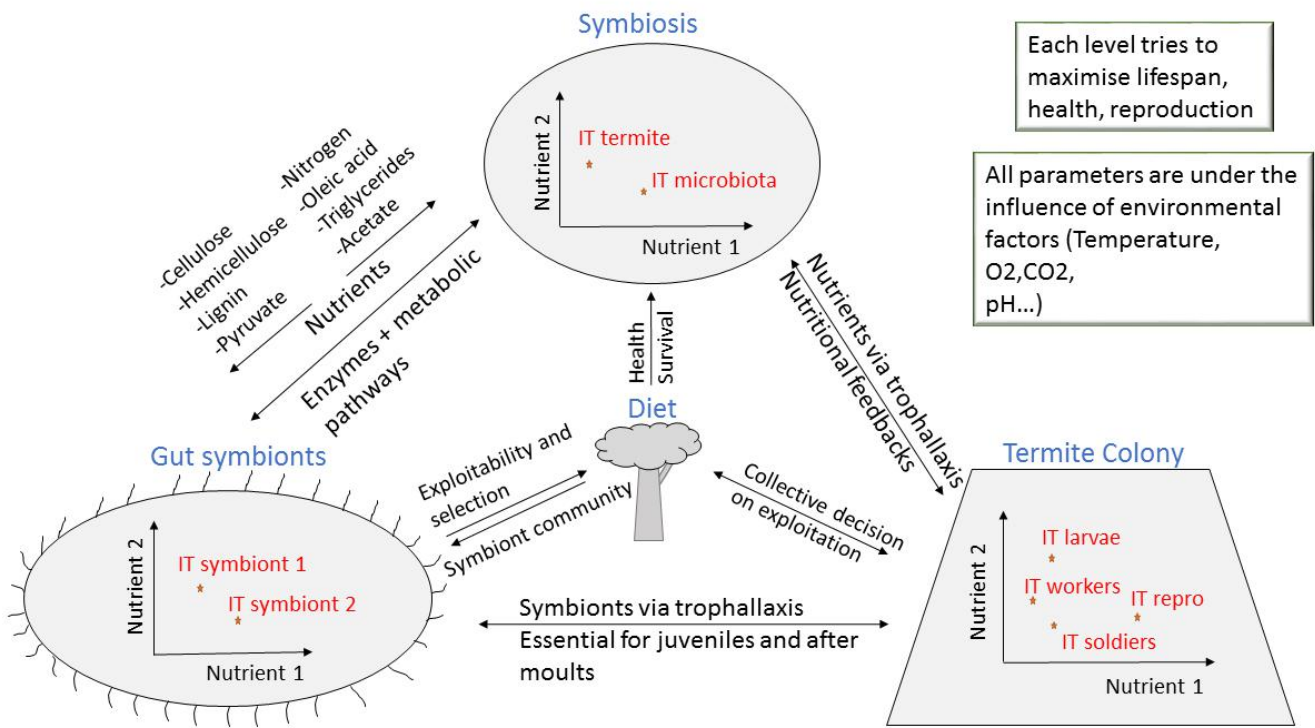 Symbiosis
Each level tries to
maximise lifespan,
health, reproduction
All parameters are under the
influence of environmental
factors (Temperature,
O2,CO2,
pH...)
Nutrient 2
IT termite
IT microbiota
Nutrient 1
-Nitrogen
-Oleic acid
-Triglycerides
-Acetate
-Cellulose
-Hemicellulose
-Lignin
-Pyruvate
Nutrients
Enzymes + metabolic
pathways
Health
Survival
Nutrients via trophallaxis
Nutritional feedbacks
Diet
Gut symbionts
Nutrient 2
IT symbiont 1
IT symbiont 2
Nutrient 1
Exploitability and
selection
Symbiont community
Collective decision
on exploitation
Symbionts via trophallaxis
Essential for juveniles and after
moults
Termite Colony
Nutrient 2
IT larvae
IT workers
IT repro
IT soldiers
Nutrient 1